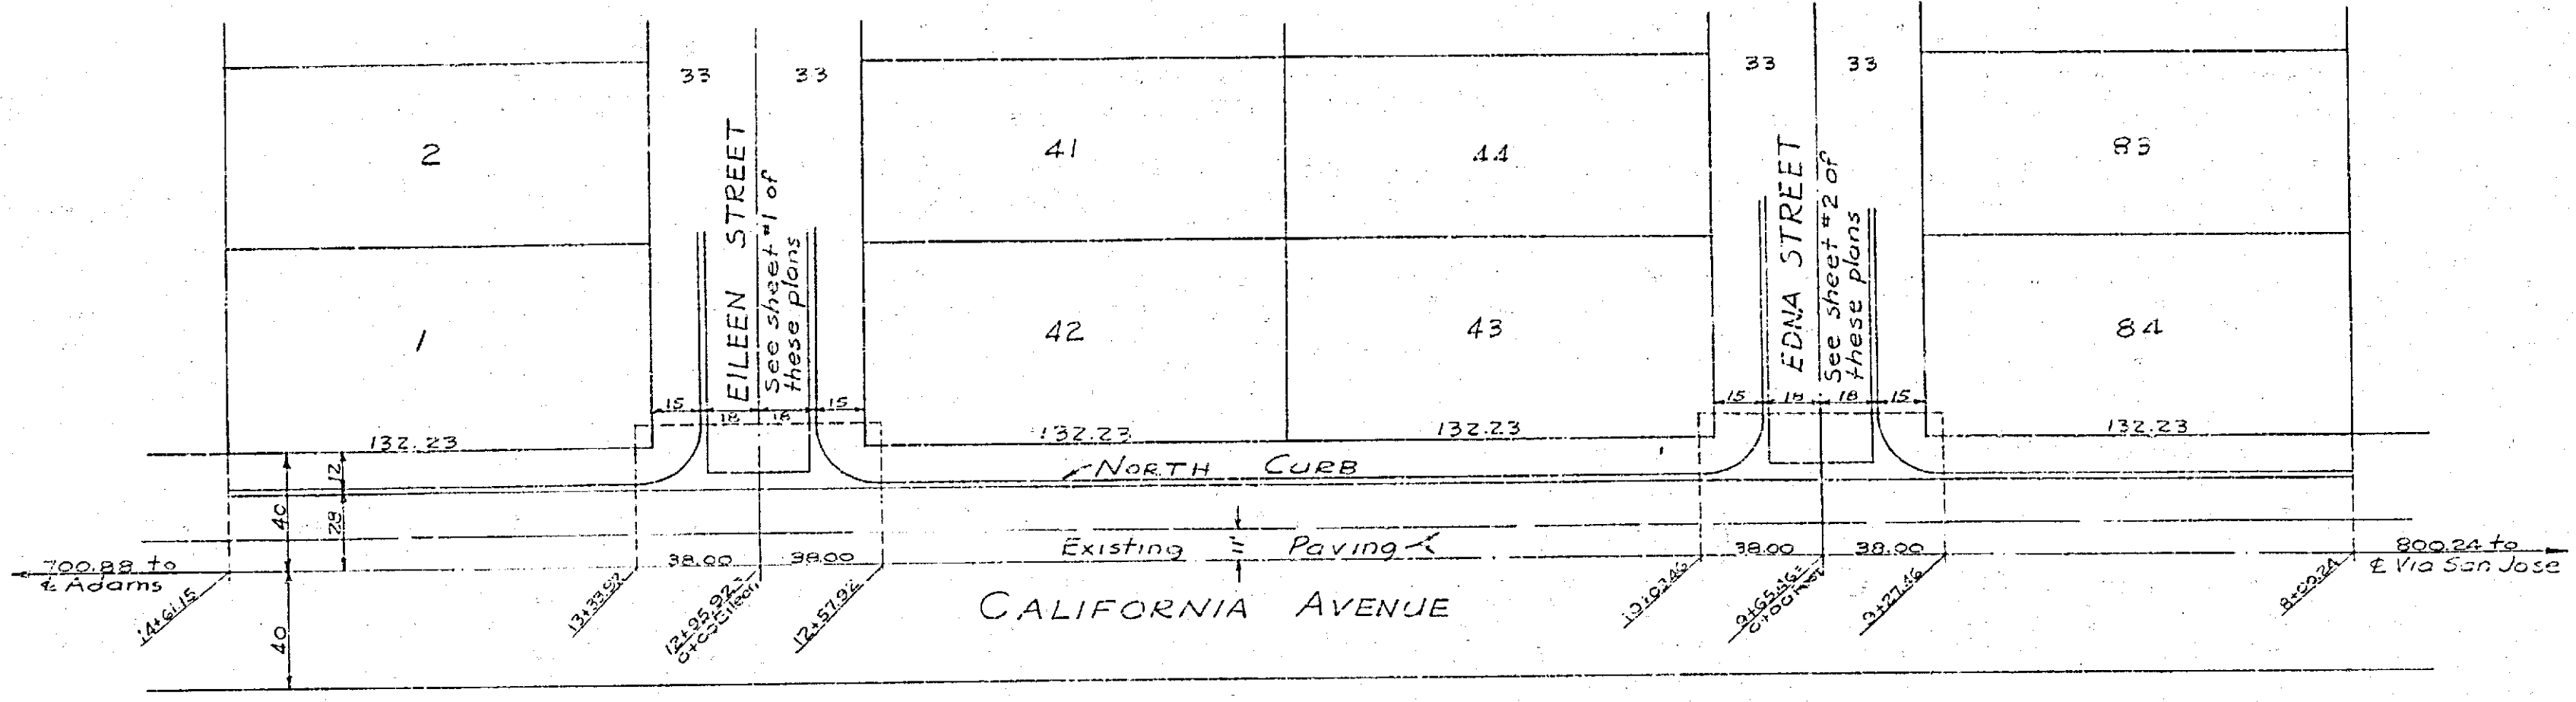 33 33
33 33
2
41
44
83
EILEEN STREET
See sheet #1 of
these plans
EDNA STREET
See sheet #2 of
these plans
1
42
43
84
15 18 18 15
15 18 18 15
132.23
132.23
132.23
132.23
NORTH CURB
12
40
28
Existing Paving
700.88 to
℄ Adams
38.00 38.00
38.00 38.00
800.24 to
℄ Via San Jose
14+61.15
13+33.92
12+95.92=
0+00 Eileen
12+57.92
CALIFORNIA AVENUE
10+03.46
9+65.46=
9+27.46
8+00.24
40